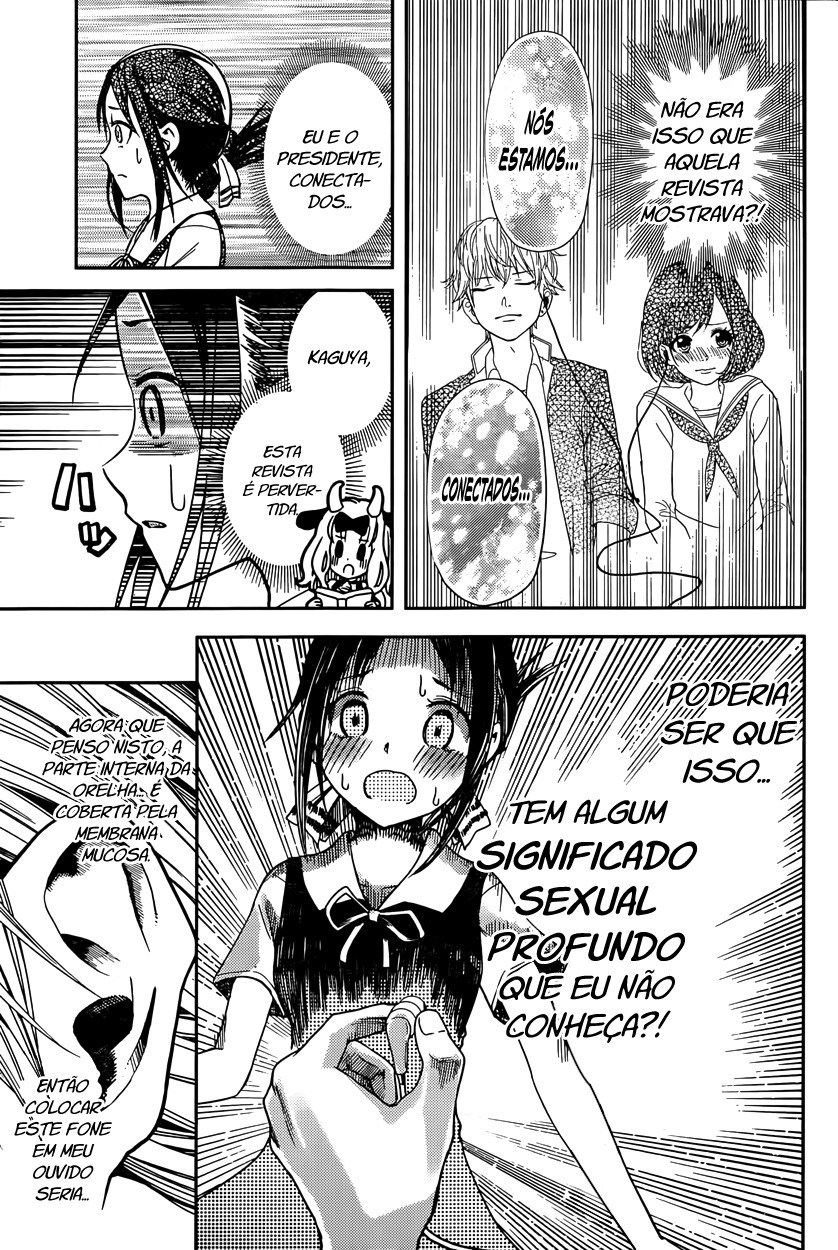 NÃO ERA
ISSO QUE
AQUELA
REVISTA
MOSTRAVA?!
NÓS
ESTAMOS...
CONECTADOS...
EU E O
PRESIDENTE,
CONECTA-
DOS...
KAGUYA,
ESTA
REVISTA
É PERVER-
TIDA.
バッ
PODERIA
SER QUE
ISSO...
TEM ALGUM
SIGNIFICADO
SEXUAL
PROFUNDO
QUE EU NÃO
CONHEÇA?!
AGORA QUE
PENSO NISTO, A
PARTE INTERNA DA
ORELHA... É
COBERTA PELA
MEMBRANA
MUCOSA.
ENTÃO
COLOCAR
ESTE FONE
EM MEU
OUVIDO
SERIA...